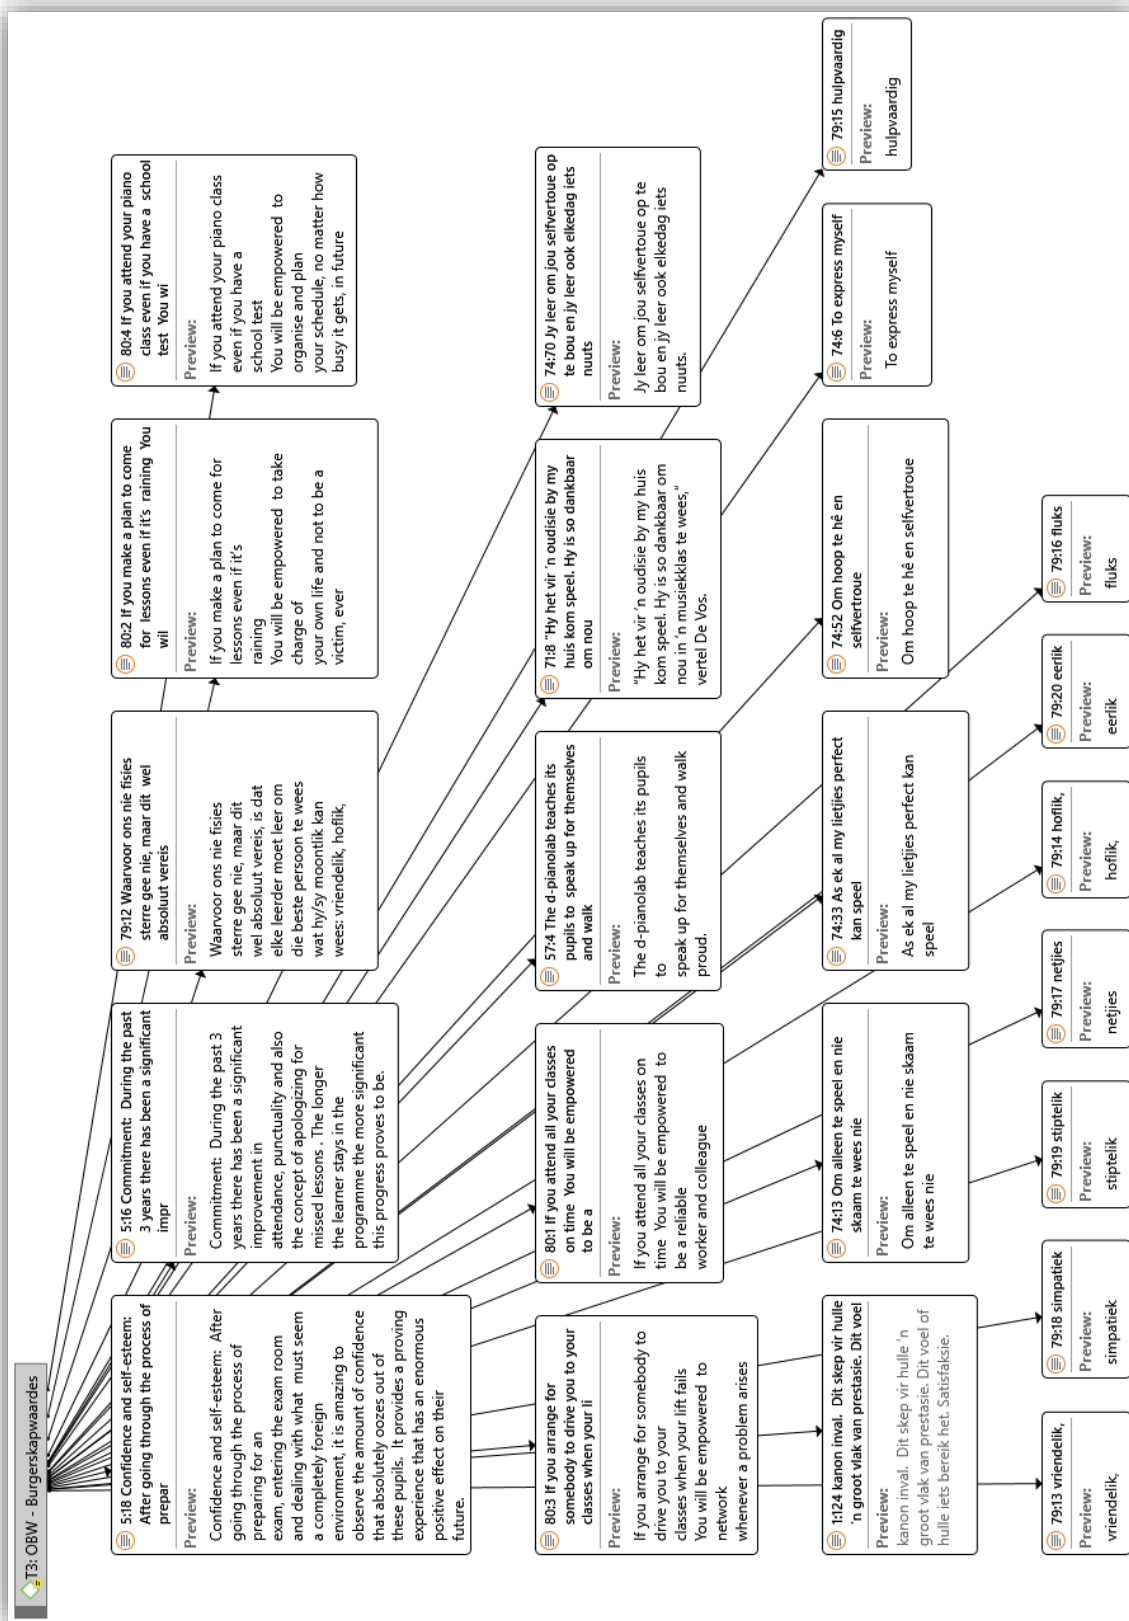 T3: OBW - Burgerskapwaardes
5:18 Confidence and self-esteem:
After going through the process of
prepar
Preview:
Confidence and self-esteem: After
going through the process of
preparing for an
exam, entering the exam room
and dealing with what must seem
a completely foreign
environment, it is amazing to
observe the amount of confidence
that absolutely oozes out of
these pupils. It provides a proving
experience that has an enormous
positive effect on their
future.
5:16 Commitment: During the past
3 years there has been a significant
impr
Preview:
Commitment: During the past 3
years there has been a significant
improvement in
attendance, punctuality and also
the concept of apologizing for
missed lessons . The longer
the learner stays in the
programme the more significant
this progress proves to be.
79:12 Waarvoor ons nie fisies
sterre gee nie, maar dit wel
absoluut vereis
Preview:
Waarvoor ons nie fisies
sterre gee nie, maar dit
wel absoluut vereis, is dat
elke leerder moet leer om
die beste persoon te wees
wat hy/sy moontlik kan
wees: vriendelik, hoflik,
80:2 If you make a plan to come
for lessons even if it's raining You
wil
Preview:
If you make a plan to come for
lessons even if it's
raining
You will be empowered to take
charge of
your own life and not to be a
victim, ever
80:4 If you attend your piano
class even if you have a school
test You wi
Preview:
If you attend your piano class
even if you have a
school test
You will be empowered to
organise and plan
your schedule, no matter how
busy it gets, in future
80:3 If you arrange for
somebody to drive you to your
classes when your li
Preview:
If you arrange for somebody to
drive you to your
classes when your lift fails
You will be empowered to
network
whenever a problem arises
80:1 If you attend all your classes
on time You will be empowered
to be a
Preview:
If you attend all your classes on
time You will be empowered to
be a reliable
worker and colleague
57:4 The d-pianolab teaches its
pupils to speak up for themselves
and walk
Preview:
The d-pianolab teaches its pupils
to
speak up for themselves and walk
proud.
71:8 "Hy het vir 'n oudisie by my
huis kom speel. Hy is so dankbaar
om nou
Preview:
"Hy het vir 'n oudisie by my huis
kom speel. Hy is so dankbaar om
nou in 'n musiekklas te wees,"
vertel De Vos.
74:70 Jy leer om jou selfvertoue op
te bou en jy leer ook elkedag iets
nuuts
Preview:
Jy leer om jou selfvertoue op te
bou en jy leer ook elkedag iets
nuuts.
1:124 kanon inval. Dit skep vir hulle
'n groot vlak van prestasie. Dit voel
Preview:
kanon inval. Dit skep vir hulle 'n
groot vlak van prestasie. Dit voel of
hulle iets bereik het. Satisfaksie.
74:13 Om alleen te speel en nie
skaam te wees nie
Preview:
Om alleen te speel en nie skaam
te wees nie
74:33 As ek al my lietjies perfect
kan speel
Preview:
As ek al my lietjies perfect kan
speel
74:52 Om hoop te hê en
selfvertroue
Preview:
Om hoop te hê en selfvertroue
74:6 To express myself
Preview:
To express myself
79:15 hulpvaardig
Preview:
hulpvaardig
79:13 vriendelik,
Preview:
vriendelik,
79:18 simpatiek
Preview:
simpatiek
79:19 stiptelik
Preview:
stiptelik
79:17 netjies
Preview:
netjies
79:14 hoflik,
Preview:
hoflik,
79:20 eerlik
Preview:
eerlik
79:16 fluks
Preview:
fluks